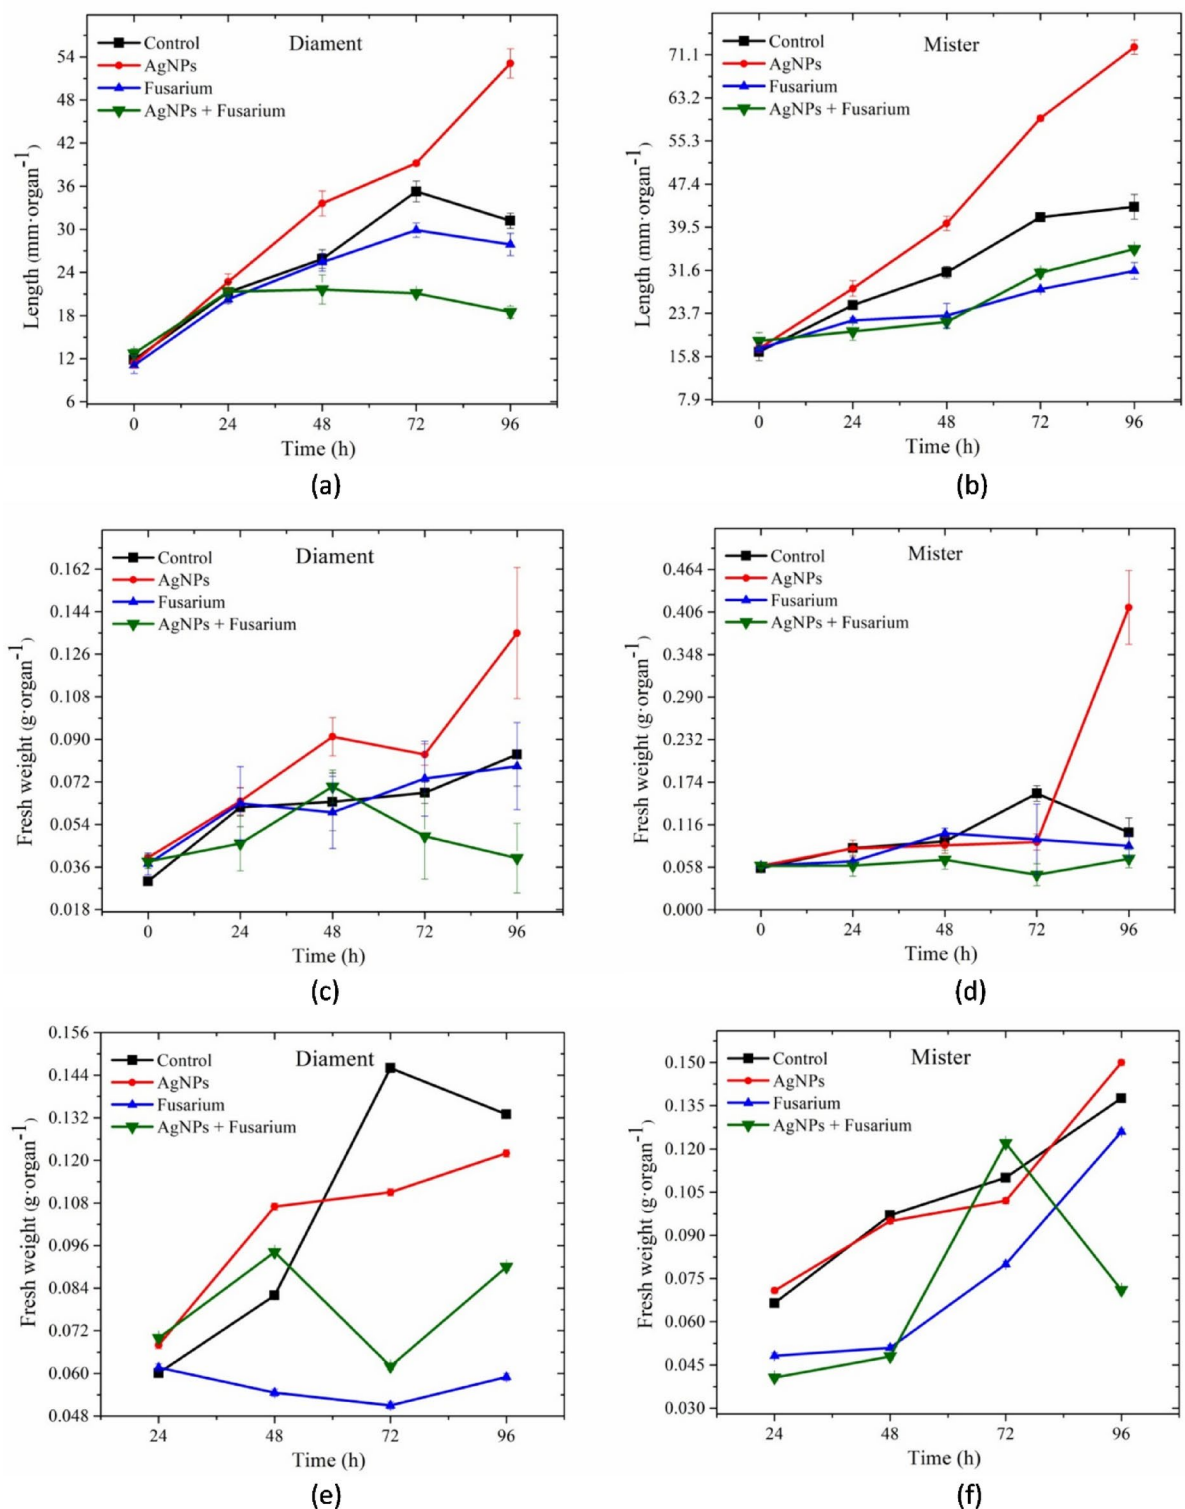 Diament
Control
AgNPs
Fusarium
AgNPs + Fusarium
54
48
42
36
30
24
18
12
6
Length (mm·organ⁻¹)
0 24 48 72 96
Time (h)
(a)
Mister
Control
AgNPs
Fusarium
AgNPs + Fusarium
71.1
63.2
55.3
47.4
39.5
31.6
23.7
15.8
7.9
Length (mm·organ⁻¹)
0 24 48 72 96
Time (h)
(b)
Diament
Control
AgNPs
Fusarium
AgNPs + Fusarium
0.162
0.144
0.126
0.108
0.090
0.072
0.054
0.036
0.018
Fresh weight (g·organ⁻¹)
0 24 48 72 96
Time (h)
(c)
Mister
Control
AgNPs
Fusarium
AgNPs + Fusarium
0.464
0.406
0.348
0.290
0.232
0.174
0.116
0.058
0.000
Fresh weight (g·organ⁻¹)
0 24 48 72 96
Time (h)
(d)
Diament
Control
AgNPs
Fusarium
AgNPs + Fusarium
0.156
0.144
0.132
0.120
0.108
0.096
0.084
0.072
0.060
0.048
Fresh weight (g·organ⁻¹)
24 48 72 96
Time (h)
(e)
Mister
Control
AgNPs
Fusarium
AgNPs + Fusarium
0.150
0.135
0.120
0.105
0.090
0.075
0.060
0.045
0.030
Fresh weight (g·organ⁻¹)
24 48 72 96
Time (h)
(f)